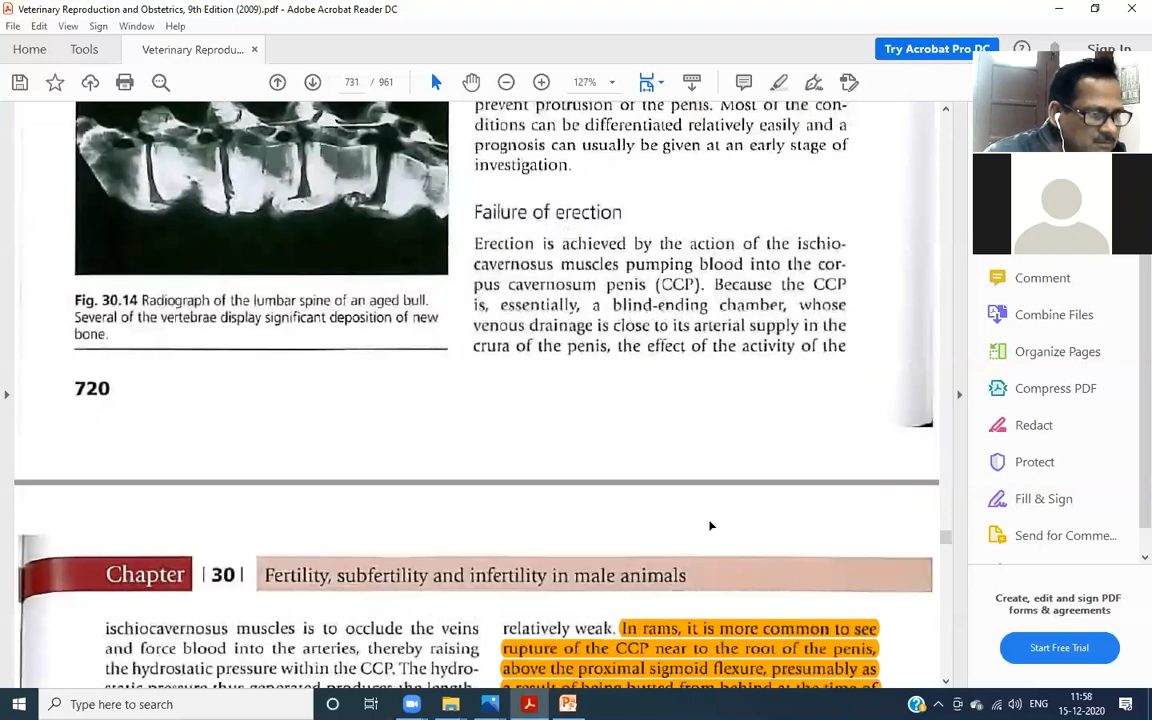 Veterinary Reproduction and Obstetrics, 9th Edition (2009).pdf - Adobe Acrobat Reader DC
File Edit View Sign Window Help
Home Tools Veterinary Reprodu... × Try Acrobat Pro DC Sign In
731 / 961 127%
prevent protrusion of the penis. Most of the con-
ditions can be differentiated relatively easily and a
prognosis can usually be given at an early stage of
investigation.
Failure of erection
Erection is achieved by the action of the ischio-
cavernosus muscles pumping blood into the cor-
pus cavernosum penis (CCP). Because the CCP
is, essentially, a blind-ending chamber, whose
venous drainage is close to its arterial supply in the
crura of the penis, the effect of the activity of the
Fig. 30.14 Radiograph of the lumbar spine of an aged bull.
Several of the vertebrae display significant deposition of new
bone.
720
Chapter | 30 | Fertility, subfertility and infertility in male animals
ischiocavernosus muscles is to occlude the veins
and force blood into the arteries, thereby raising
the hydrostatic pressure within the CCP. The hydro-
static pressure thus generated produces the length-
relatively weak. In rams, it is more common to see
rupture of the CCP near to the root of the penis,
above the proximal sigmoid flexure, presumably as
a result of being butted from behind at the time of
Comment
Combine Files
Organize Pages
Compress PDF
Redact
Protect
Fill & Sign
Send for Comme...
Create, edit and sign PDF
forms & agreements
Start Free Trial
Type here to search
ENG
11:58
15-12-2020